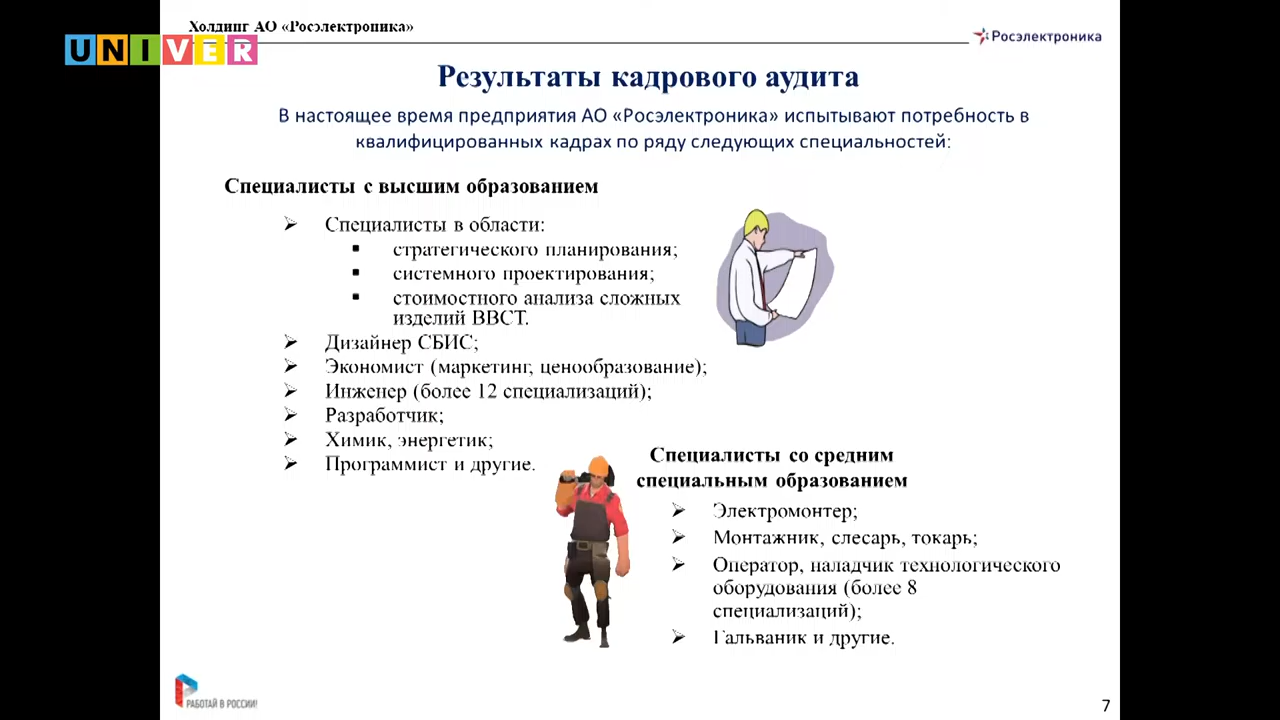 Холдинг АО «Росэлектроника»
UNIVER
Росэлектроника
Результаты кадрового аудита
В настоящее время предприятия АО «Росэлектроника» испытывают потребность в
квалифицированных кадрах по ряду следующих специальностей:
Специалисты с высшим образованием
Специалисты в области:
стратегического планирования;
системного проектирования;
стоимостного анализа сложных
изделий ВВСТ.
Дизайнер СБИС;
Экономист (маркетинг, ценообразование);
Инженер (более 12 специализаций);
Разработчик;
Химик, энергетик;
Программист и другие.
Специалисты со средним
специальным образованием
Электромонтер;
Монтажник, слесарь, токарь;
Оператор, наладчик технологического
оборудования (более 8
специализаций);
Гальваник и другие.
РАБОТАЙ В РОССИИ!
7